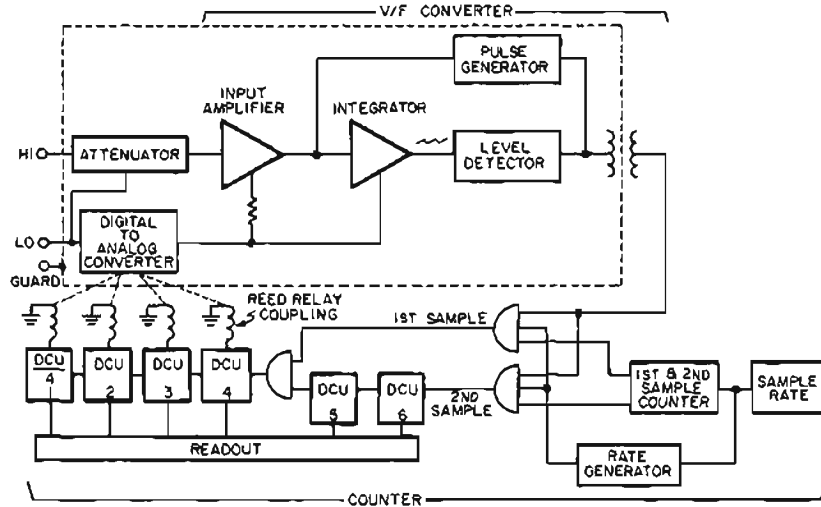 V/F CONVERTER
PULSE
GENERATOR
INPUT
AMPLIFIER
INTEGRATOR
HI
ATTENUATOR
LEVEL
DETECTOR
LO
DIGITAL
TO
ANALOG
CONVERTER
GUARD
REED RELAY
COUPLING
1ST SAMPLE
DCU
4
DCU
2
DCU
3
DCU
4
DCU
5
DCU
6
2ND
SAMPLE
1ST & 2ND
SAMPLE
COUNTER
SAMPLE
RATE
READOUT
RATE
GENERATOR
COUNTER